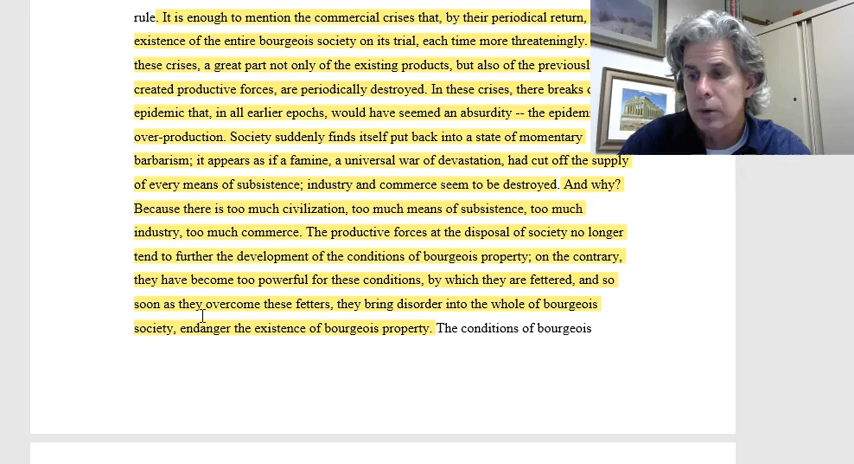 rule. It is enough to mention the commercial crises that, by their periodical return,
existence of the entire bourgeois society on its trial, each time more threateningly.
these crises, a great part not only of the existing products, but also of the previously
created productive forces, are periodically destroyed. In these crises, there breaks
epidemic that, in all earlier epochs, would have seemed an absurdity -- the
over-production. Society suddenly finds itself put back into a state of momentary
barbarism; it appears as if a famine, a universal war of devastation, had cut off the supply
of every means of subsistence; industry and commerce seem to be destroyed. And why?
Because there is too much civilization, too much means of subsistence, too much
industry, too much commerce. The productive forces at the disposal of society no longer
tend to further the development of the conditions of bourgeois property; on the contrary,
they have become too powerful for these conditions, by which they are fettered, and so
soon as they overcome these fetters, they bring disorder into the whole of bourgeois
society, endanger the existence of bourgeois property. The conditions of bourgeois